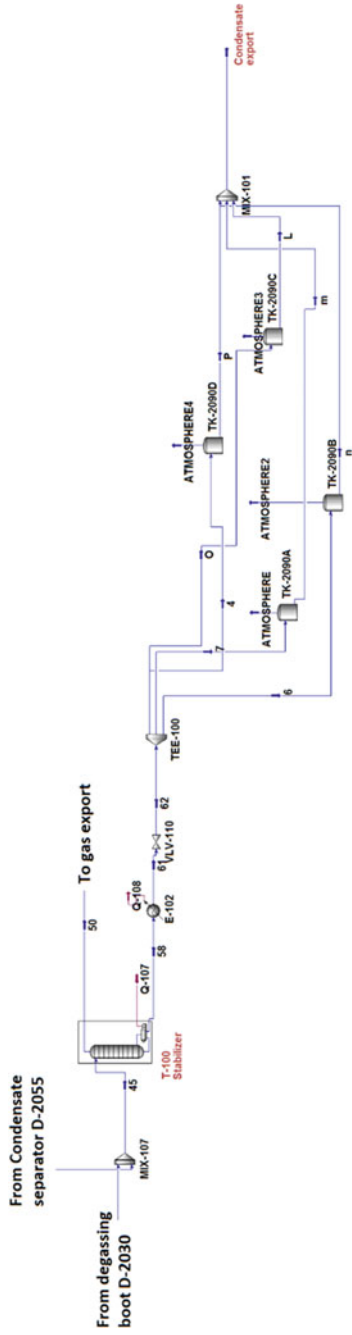 From Condensate
separator D-2055
From degassing
boot D-2030
MIX-107
45
T-100
Stabilizer
50
To gas export
Q-107
58
Q-108
E-102
61
VLV-110
62
TEE-100
6
7
4
O
ATMOSPHERE
TK-2090A
ATMOSPHERE2
TK-2090B
ATMOSPHERE4
TK-2090D
ATMOSPHERE3
TK-2090C
P
L
m
n
MIX-101
Condensate
export